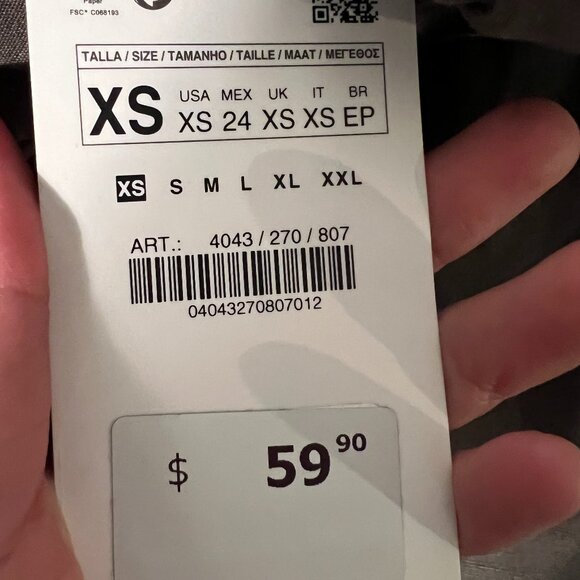 Paper
FSC® C068193
TALLA / SIZE / TAMANHO / TAILLE / MAAT / ΜΕΓΕΘΟΣ
XS
USA MEX UK IT BR
XS 24 XS XS EP
XS S M L XL XXL
ART.: 4043 / 270 / 807
04043270807012
$ 59 90